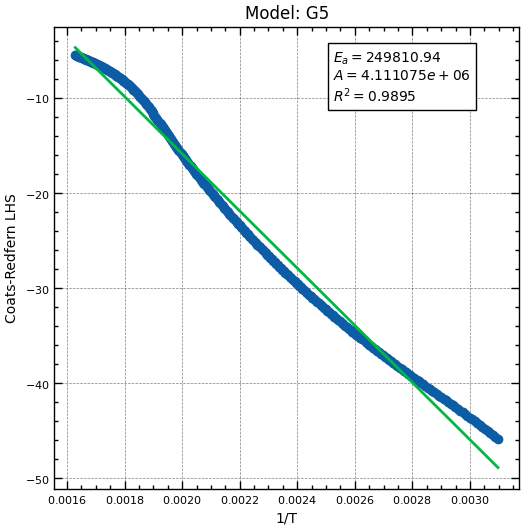 Model: G5
E_a = 249810.94
A = 4.111075e + 06
R² = 0.9895
−10
−20
−30
−40
−50
Coats-Redfern LHS
0.0016 0.0018 0.0020 0.0022 0.0024 0.0026 0.0028 0.0030
1/T